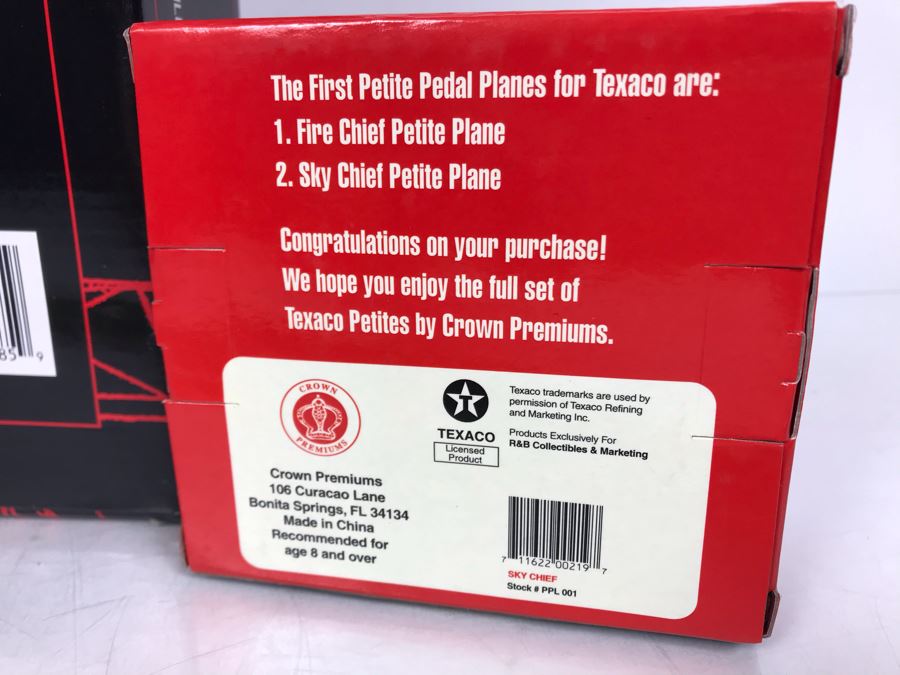 The First Petite Pedal Planes for Texaco are:
1. Fire Chief Petite Plane
2. Sky Chief Petite Plane
Congratulations on your purchase!
We hope you enjoy the full set of
Texaco Petites by Crown Premiums.
CROWN
PREMIUMS
Crown Premiums
106 Curacao Lane
Bonita Springs, FL 34134
Made in China
Recommended for
age 8 and over
T
TEXACO
Licensed
Product
Texaco trademarks are used by
permission of Texaco Refining
and Marketing Inc.
Products Exclusively For
R&B Collectibles & Marketing
7 11622 00219 7
SKY CHIEF
Stock # PPL 001
85 9